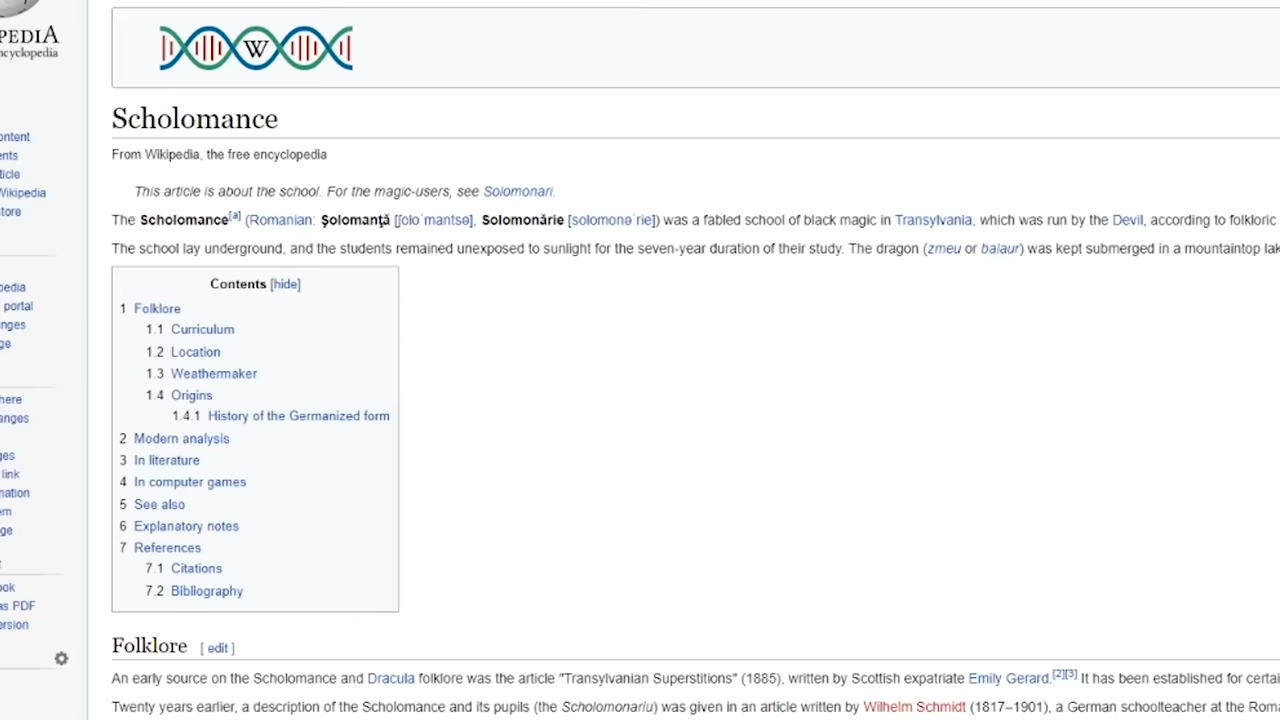 PEDIA
ncyclopedia
W
Scholomance
From Wikipedia, the free encyclopedia
This article is about the school. For the magic-users, see Solomonari.
The Scholomance[a] (Romanian: Şolomanţă [ʃoloˈmantsə], Solomonărie [solomonəˈrie]) was a fabled school of black magic in Transylvania, which was run by the Devil, according to folkloric
The school lay underground, and the students remained unexposed to sunlight for the seven-year duration of their study. The dragon (zmeu or balaur) was kept submerged in a mountaintop lak
Contents [hide]
1 Folklore
1.1 Curriculum
1.2 Location
1.3 Weathermaker
1.4 Origins
1.4.1 History of the Germanized form
2 Modern analysis
3 In literature
4 In computer games
5 See also
6 Explanatory notes
7 References
7.1 Citations
7.2 Bibliography
Folklore [ edit ]
An early source on the Scholomance and Dracula folklore was the article "Transylvanian Superstitions" (1885), written by Scottish expatriate Emily Gerard.[2][3] It has been established for certai
Twenty years earlier, a description of the Scholomance and its pupils (the Scholomonariu) was given in an article written by Wilhelm Schmidt (1817–1901), a German schoolteacher at the Roma
ontent
ents
ticle
Wikipedia
tore
pedia
portal
nges
ge
here
anges
ges
link
mation
em
ge
ook
as PDF
ersion